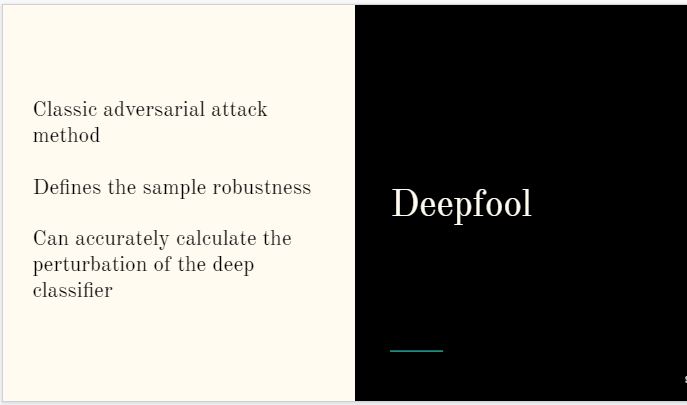 Classic adversarial attack
method
Defines the sample robustness
Can accurately calculate the
perturbation of the deep
classifier
Deepfool